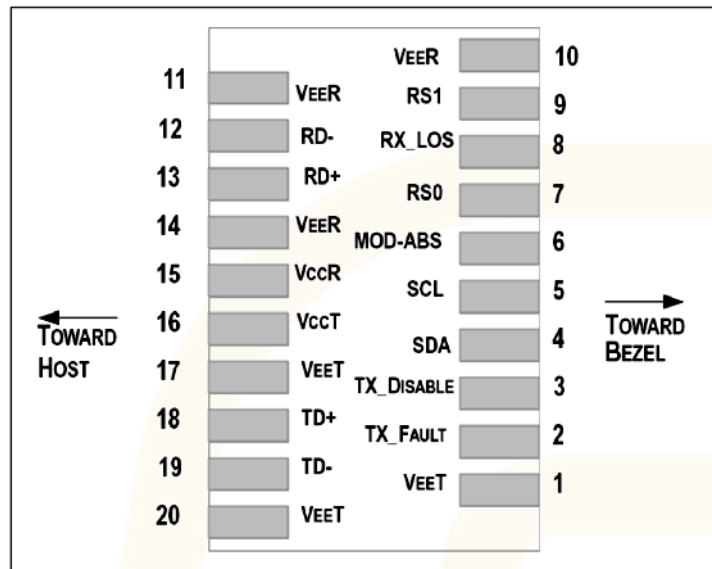 VEER 10
11 VEER
RS1 9
12 RD-
RX_LOS 8
13 RD+
RS0 7
14 VEER
MOD-ABS 6
15 VCCR
SCL 5
16 VCCT
TOWARD
HOST
TOWARD
BEZEL
SDA 4
17 VEET
TX_DISABLE 3
18 TD+
TX_FAULT 2
19 TD-
VEET 1
20 VEET